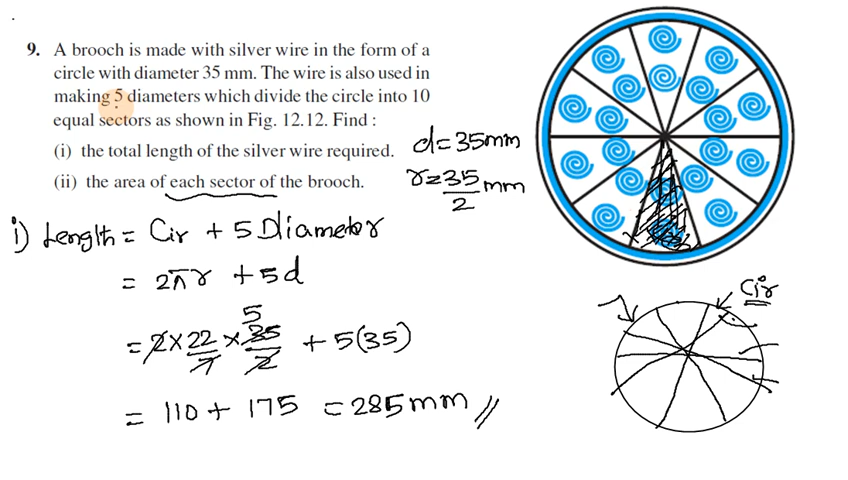 9. A brooch is made with silver wire in the form of a
circle with diameter 35 mm. The wire is also used in
making 5 diameters which divide the circle into 10
equal sectors as shown in Fig. 12.12. Find :
(i) the total length of the silver wire required.
(ii) the area of each sector of the brooch.
d=35mm
r=35/2 mm
i) Length = Cir + 5 Diameter
= 2πr + 5d
= 2 × 22/7 × 35/2 + 5(35)
5
= 110 + 175 = 285mm //
Cir